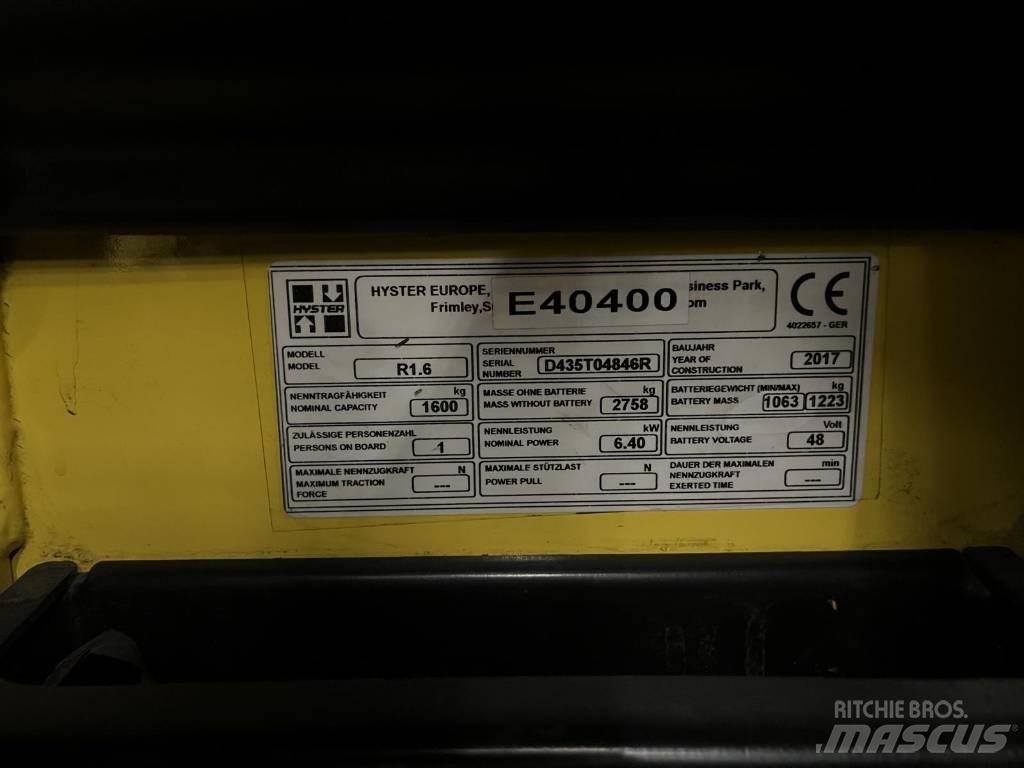 HYSTER
HYSTER EUROPE,
siness Park,
Frimley,
om
E40400
CE
4022657 - GER
MODELL
MODEL
R1.6
SERIENNUMMER
SERIAL
NUMBER
D435T04846R
BAUJAHR
YEAR OF
CONSTRUCTION
2017
NENNTRAGFÄHIGKEIT kg
NOMINAL CAPACITY 1600
MASSE OHNE BATTERIE kg
MASS WITHOUT BATTERY 2758
BATTERIEGEWICHT (MIN/MAX) kg
BATTERY MASS 1063 1223
ZULÄSSIGE PERSONENZAHL
PERSONS ON BOARD 1
NENNLEISTUNG kW
NOMINAL POWER 6.40
NENNLEISTUNG Volt
BATTERY VOLTAGE 48
MAXIMALE NENNZUGKRAFT N
MAXIMUM TRACTION ---
FORCE
MAXIMALE STÜTZLAST N
POWER PULL ---
DAUER DER MAXIMALEN min
NENNZUGKRAFT ---
EXERTED TIME
RITCHIE BROS.
MASCUS